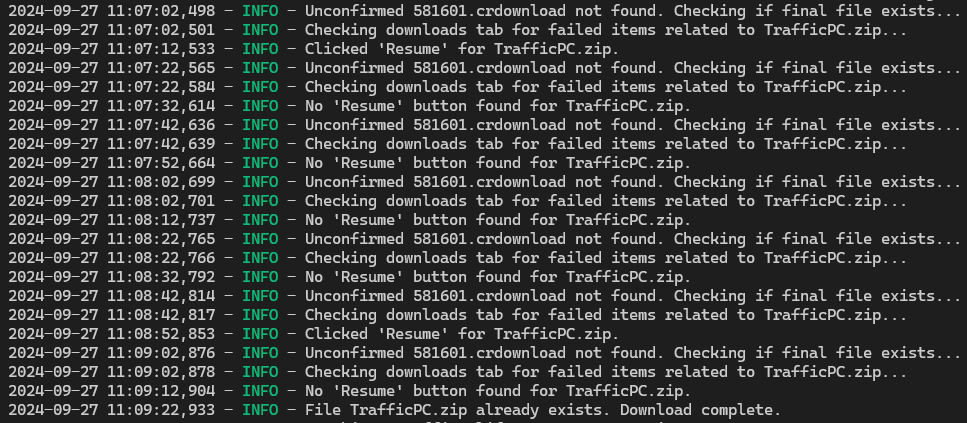 2024-09-27 11:07:02,498 - INFO - Unconfirmed 581601.crdownload not found. Checking if final file exists...
2024-09-27 11:07:02,501 - INFO - Checking downloads tab for failed items related to TrafficPC.zip...
2024-09-27 11:07:12,533 - INFO - Clicked 'Resume' for TrafficPC.zip.
2024-09-27 11:07:22,565 - INFO - Unconfirmed 581601.crdownload not found. Checking if final file exists...
2024-09-27 11:07:22,584 - INFO - Checking downloads tab for failed items related to TrafficPC.zip...
2024-09-27 11:07:32,614 - INFO - No 'Resume' button found for TrafficPC.zip.
2024-09-27 11:07:42,636 - INFO - Unconfirmed 581601.crdownload not found. Checking if final file exists...
2024-09-27 11:07:42,639 - INFO - Checking downloads tab for failed items related to TrafficPC.zip...
2024-09-27 11:07:52,664 - INFO - No 'Resume' button found for TrafficPC.zip.
2024-09-27 11:08:02,699 - INFO - Unconfirmed 581601.crdownload not found. Checking if final file exists...
2024-09-27 11:08:02,701 - INFO - Checking downloads tab for failed items related to TrafficPC.zip...
2024-09-27 11:08:12,737 - INFO - No 'Resume' button found for TrafficPC.zip.
2024-09-27 11:08:22,765 - INFO - Unconfirmed 581601.crdownload not found. Checking if final file exists...
2024-09-27 11:08:22,766 - INFO - Checking downloads tab for failed items related to TrafficPC.zip...
2024-09-27 11:08:32,792 - INFO - No 'Resume' button found for TrafficPC.zip.
2024-09-27 11:08:42,814 - INFO - Unconfirmed 581601.crdownload not found. Checking if final file exists...
2024-09-27 11:08:42,817 - INFO - Checking downloads tab for failed items related to TrafficPC.zip...
2024-09-27 11:08:52,853 - INFO - Clicked 'Resume' for TrafficPC.zip.
2024-09-27 11:09:02,876 - INFO - Unconfirmed 581601.crdownload not found. Checking if final file exists...
2024-09-27 11:09:02,878 - INFO - Checking downloads tab for failed items related to TrafficPC.zip...
2024-09-27 11:09:12,904 - INFO - No 'Resume' button found for TrafficPC.zip.
2024-09-27 11:09:22,933 - INFO - File TrafficPC.zip already exists. Download complete.